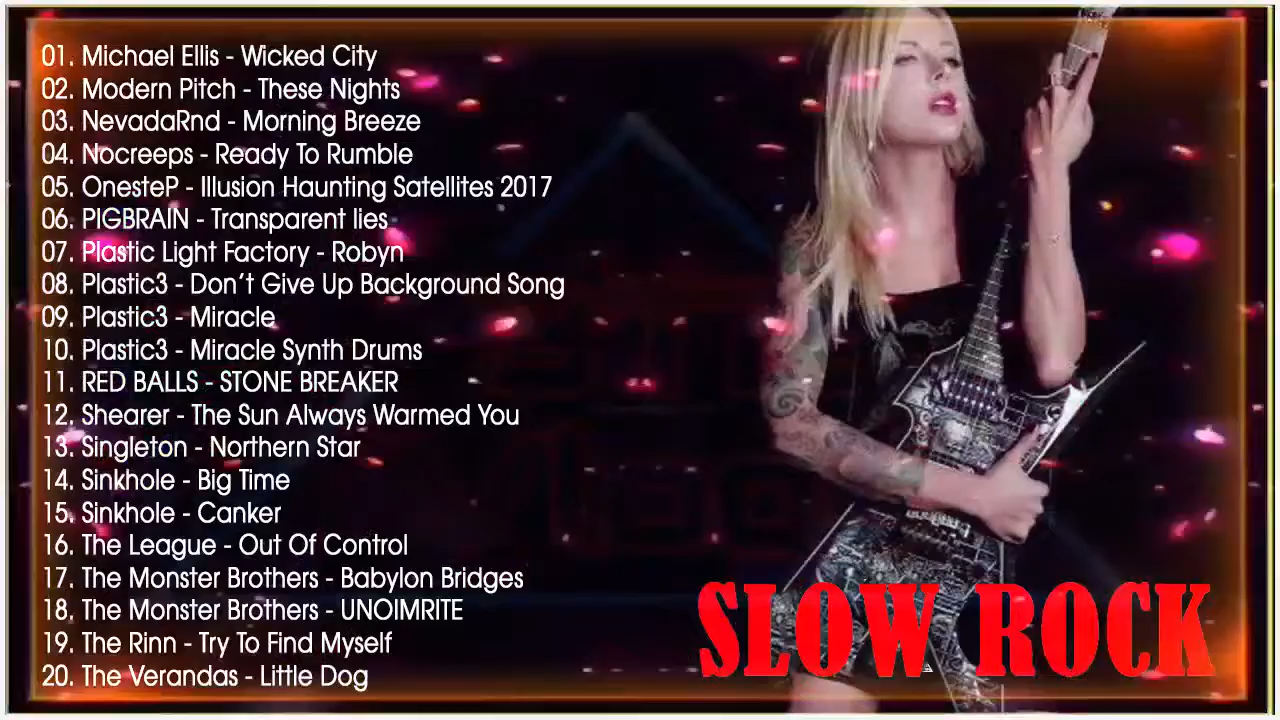 01. Michael Ellis - Wicked City
02. Modern Pitch - These Nights
03. NevadaRnd - Morning Breeze
04. Nocreeps - Ready To Rumble
05. OnesteP - Illusion Haunting Satellites 2017
06. PIGBRAIN - Transparent lies
07. Plastic Light Factory - Robyn
08. Plastic3 - Don't Give Up Background Song
09. Plastic3 - Miracle
10. Plastic3 - Miracle Synth Drums
11. RED BALLS - STONE BREAKER
12. Shearer - The Sun Always Warmed You
13. Singleton - Northern Star
14. Sinkhole - Big Time
15. Sinkhole - Canker
16. The League - Out Of Control
17. The Monster Brothers - Babylon Bridges
18. The Monster Brothers - UNOIMRITE
19. The Rinn - Try To Find Myself
20. The Verandas - Little Dog
SLOW ROCK